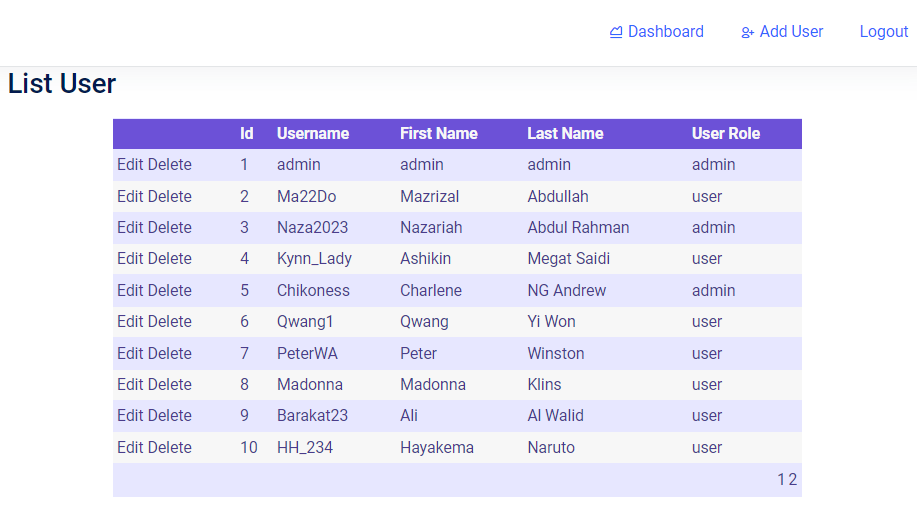 Dashboard Add User Logout
List User
Id Username First Name Last Name User Role
Edit Delete 1 admin admin admin admin
Edit Delete 2 Ma22Do Mazrizal Abdullah user
Edit Delete 3 Naza2023 Nazariah Abdul Rahman admin
Edit Delete 4 Kynn_Lady Ashikin Megat Saidi user
Edit Delete 5 Chikoness Charlene NG Andrew admin
Edit Delete 6 Qwang1 Qwang Yi Won user
Edit Delete 7 PeterWA Peter Winston user
Edit Delete 8 Madonna Madonna Klins user
Edit Delete 9 Barakat23 Ali Al Walid user
Edit Delete 10 HH_234 Hayakema Naruto user
1 2